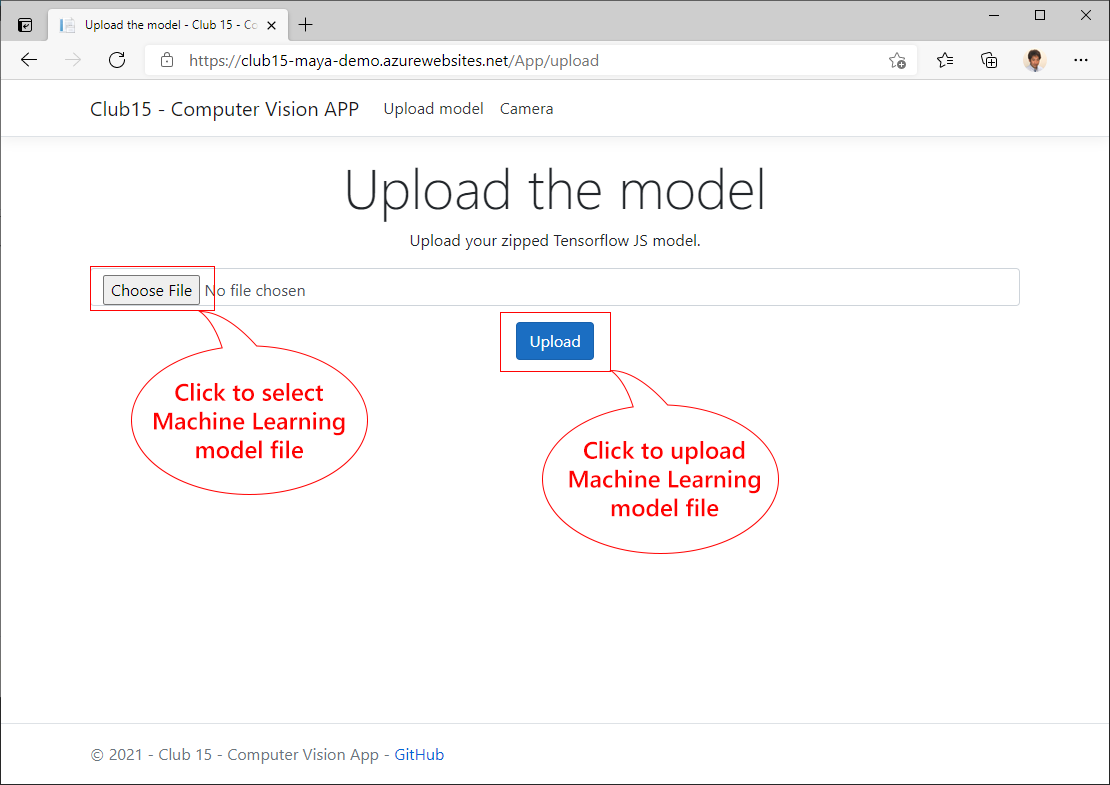 Upload the model - Club 15 - Co
https://club15-maya-demo.azurewebsites.net/App/upload
Club15 - Computer Vision APP Upload model Camera
Upload the model
Upload your zipped Tensorflow JS model.
Choose File No file chosen
Upload
Click to select
Machine Learning
model file
Click to upload
Machine Learning
model file
© 2021 - Club 15 - Computer Vision App - GitHub